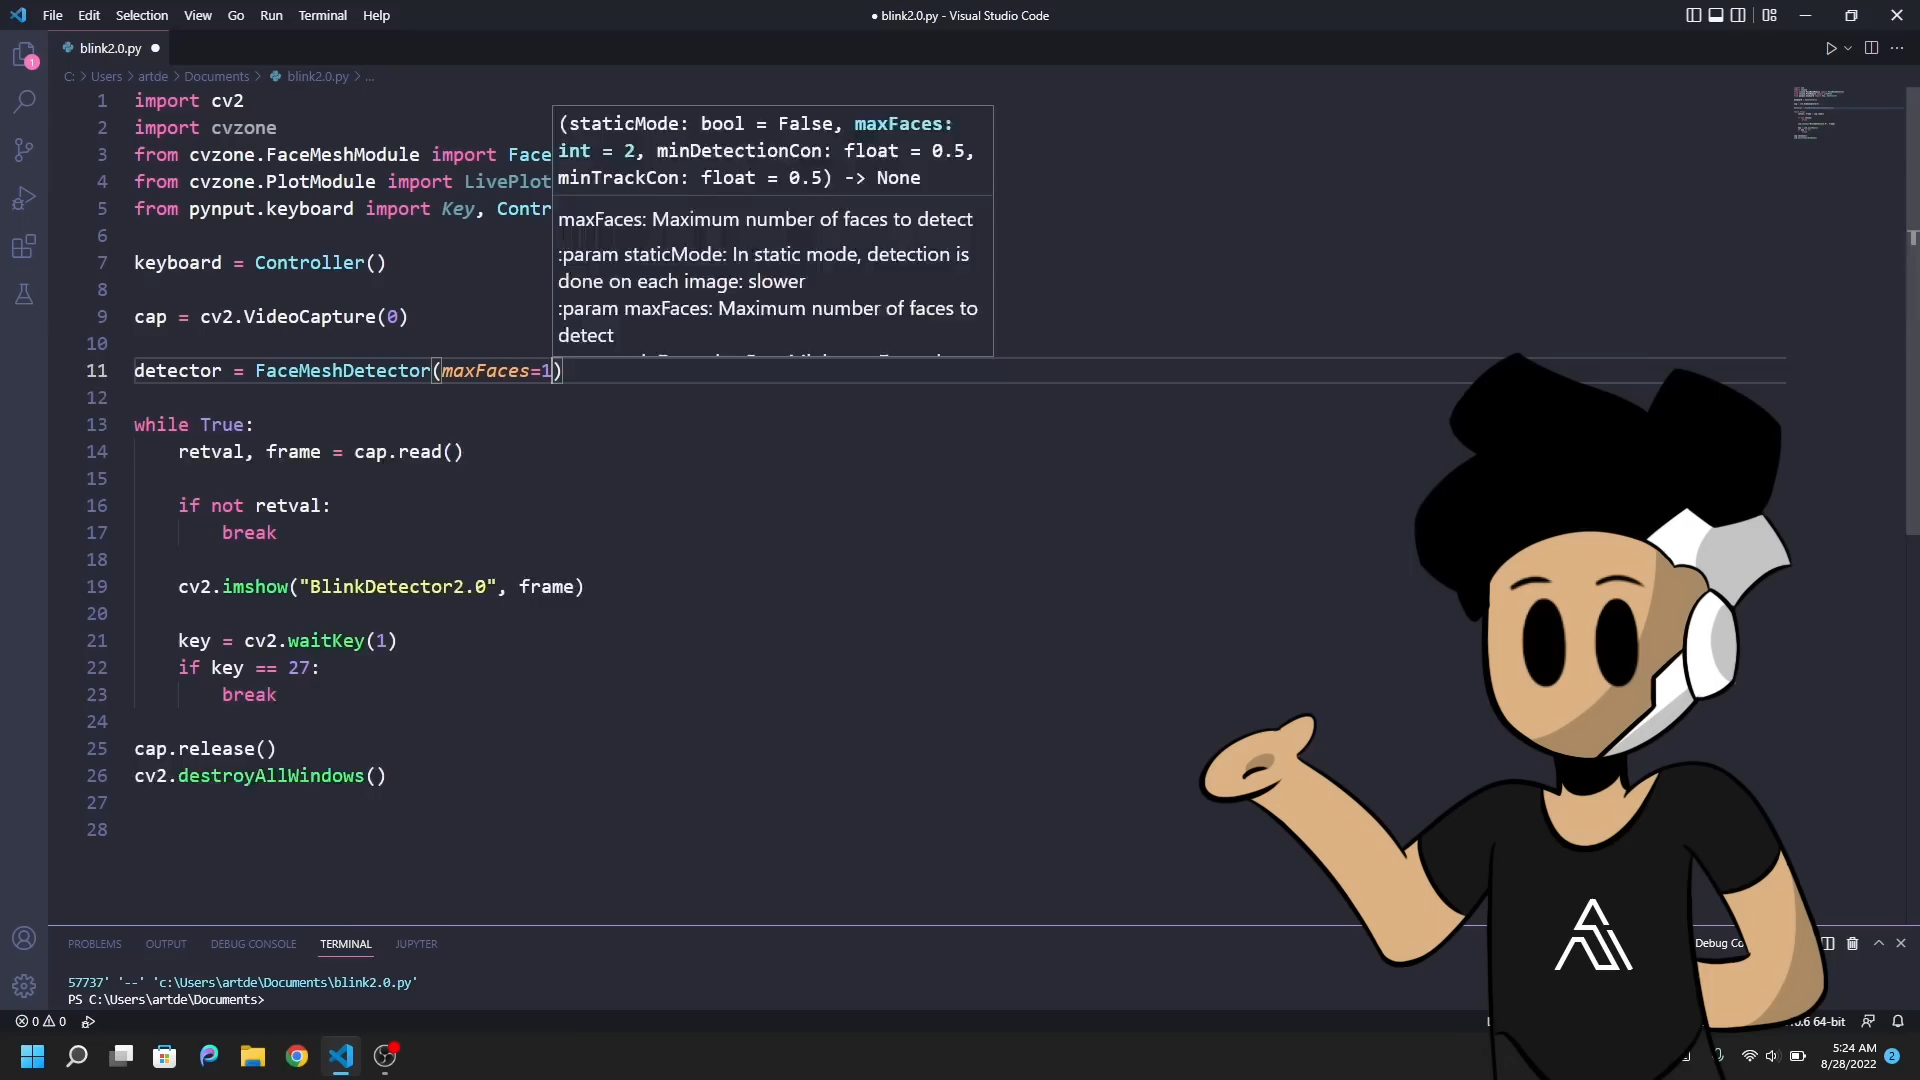 File Edit Selection View Go Run Terminal Help
● blink2.0.py - Visual Studio Code
blink2.0.py
1
C: > Users > artde > Documents > blink2.0.py > ...
1 import cv2
2 import cvzone
3 from cvzone.FaceMeshModule import Face
4 from cvzone.PlotModule import LivePlot
5 from pynput.keyboard import Key, Contr
6
7 keyboard = Controller()
8
9 cap = cv2.VideoCapture(0)
10
11 detector = FaceMeshDetector(maxFaces=1)
12
13 while True:
14 retval, frame = cap.read()
15
16 if not retval:
17 break
18
19 cv2.imshow("BlinkDetector2.0", frame)
20
21 key = cv2.waitKey(1)
22 if key == 27:
23 break
24
25 cap.release()
26 cv2.destroyAllWindows()
27
28
(staticMode: bool = False, maxFaces:
int = 2, minDetectionCon: float = 0.5,
minTrackCon: float = 0.5) -> None
maxFaces: Maximum number of faces to detect
:param staticMode: In static mode, detection is
done on each image: slower
:param maxFaces: Maximum number of faces to
detect
PROBLEMS OUTPUT DEBUG CONSOLE TERMINAL JUPYTER
Debug Co
57737' '--' 'c:\Users\artde\Documents\blink2.0.py'
PS C:\Users\artde\Documents>
0 0
0.6 64-bit
5:24 AM
8/28/2022
2